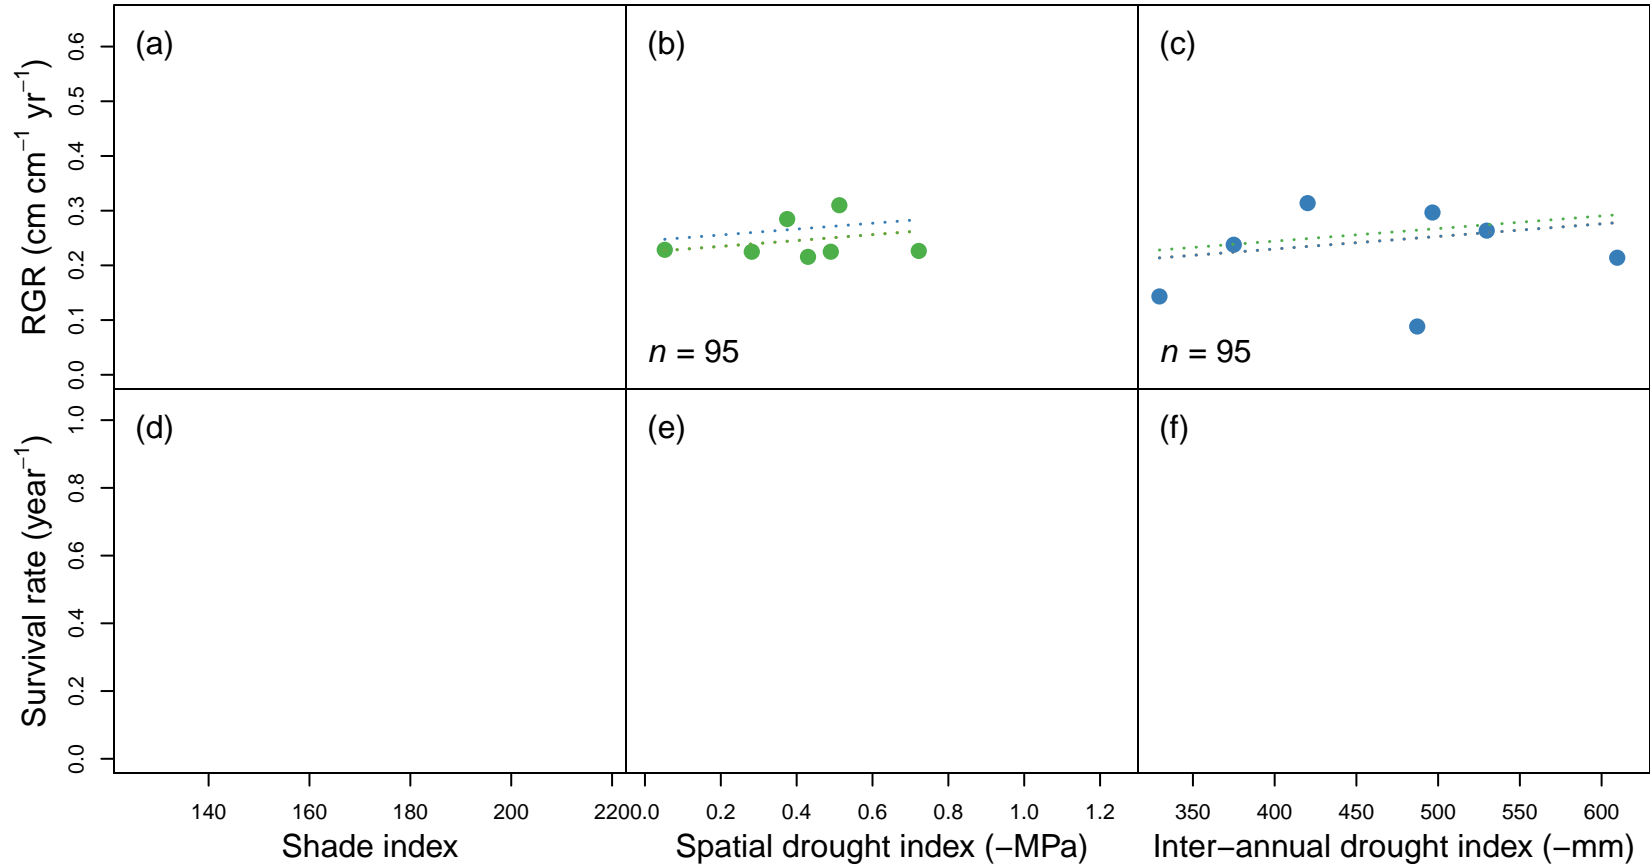 (a)
(b)
(c)
RGR (cm cm⁻¹ yr⁻¹)
0.0 0.1 0.2 0.3 0.4 0.5 0.6
n = 95
n = 95
(d)
(e)
(f)
Survival rate (year⁻¹)
0.0 0.2 0.4 0.6 0.8 1.0
140 160 180 200 220
0.0 0.2 0.4 0.6 0.8 1.0 1.2
350 400 450 500 550 600
Shade index
Spatial drought index (−MPa)
Inter−annual drought index (−mm)